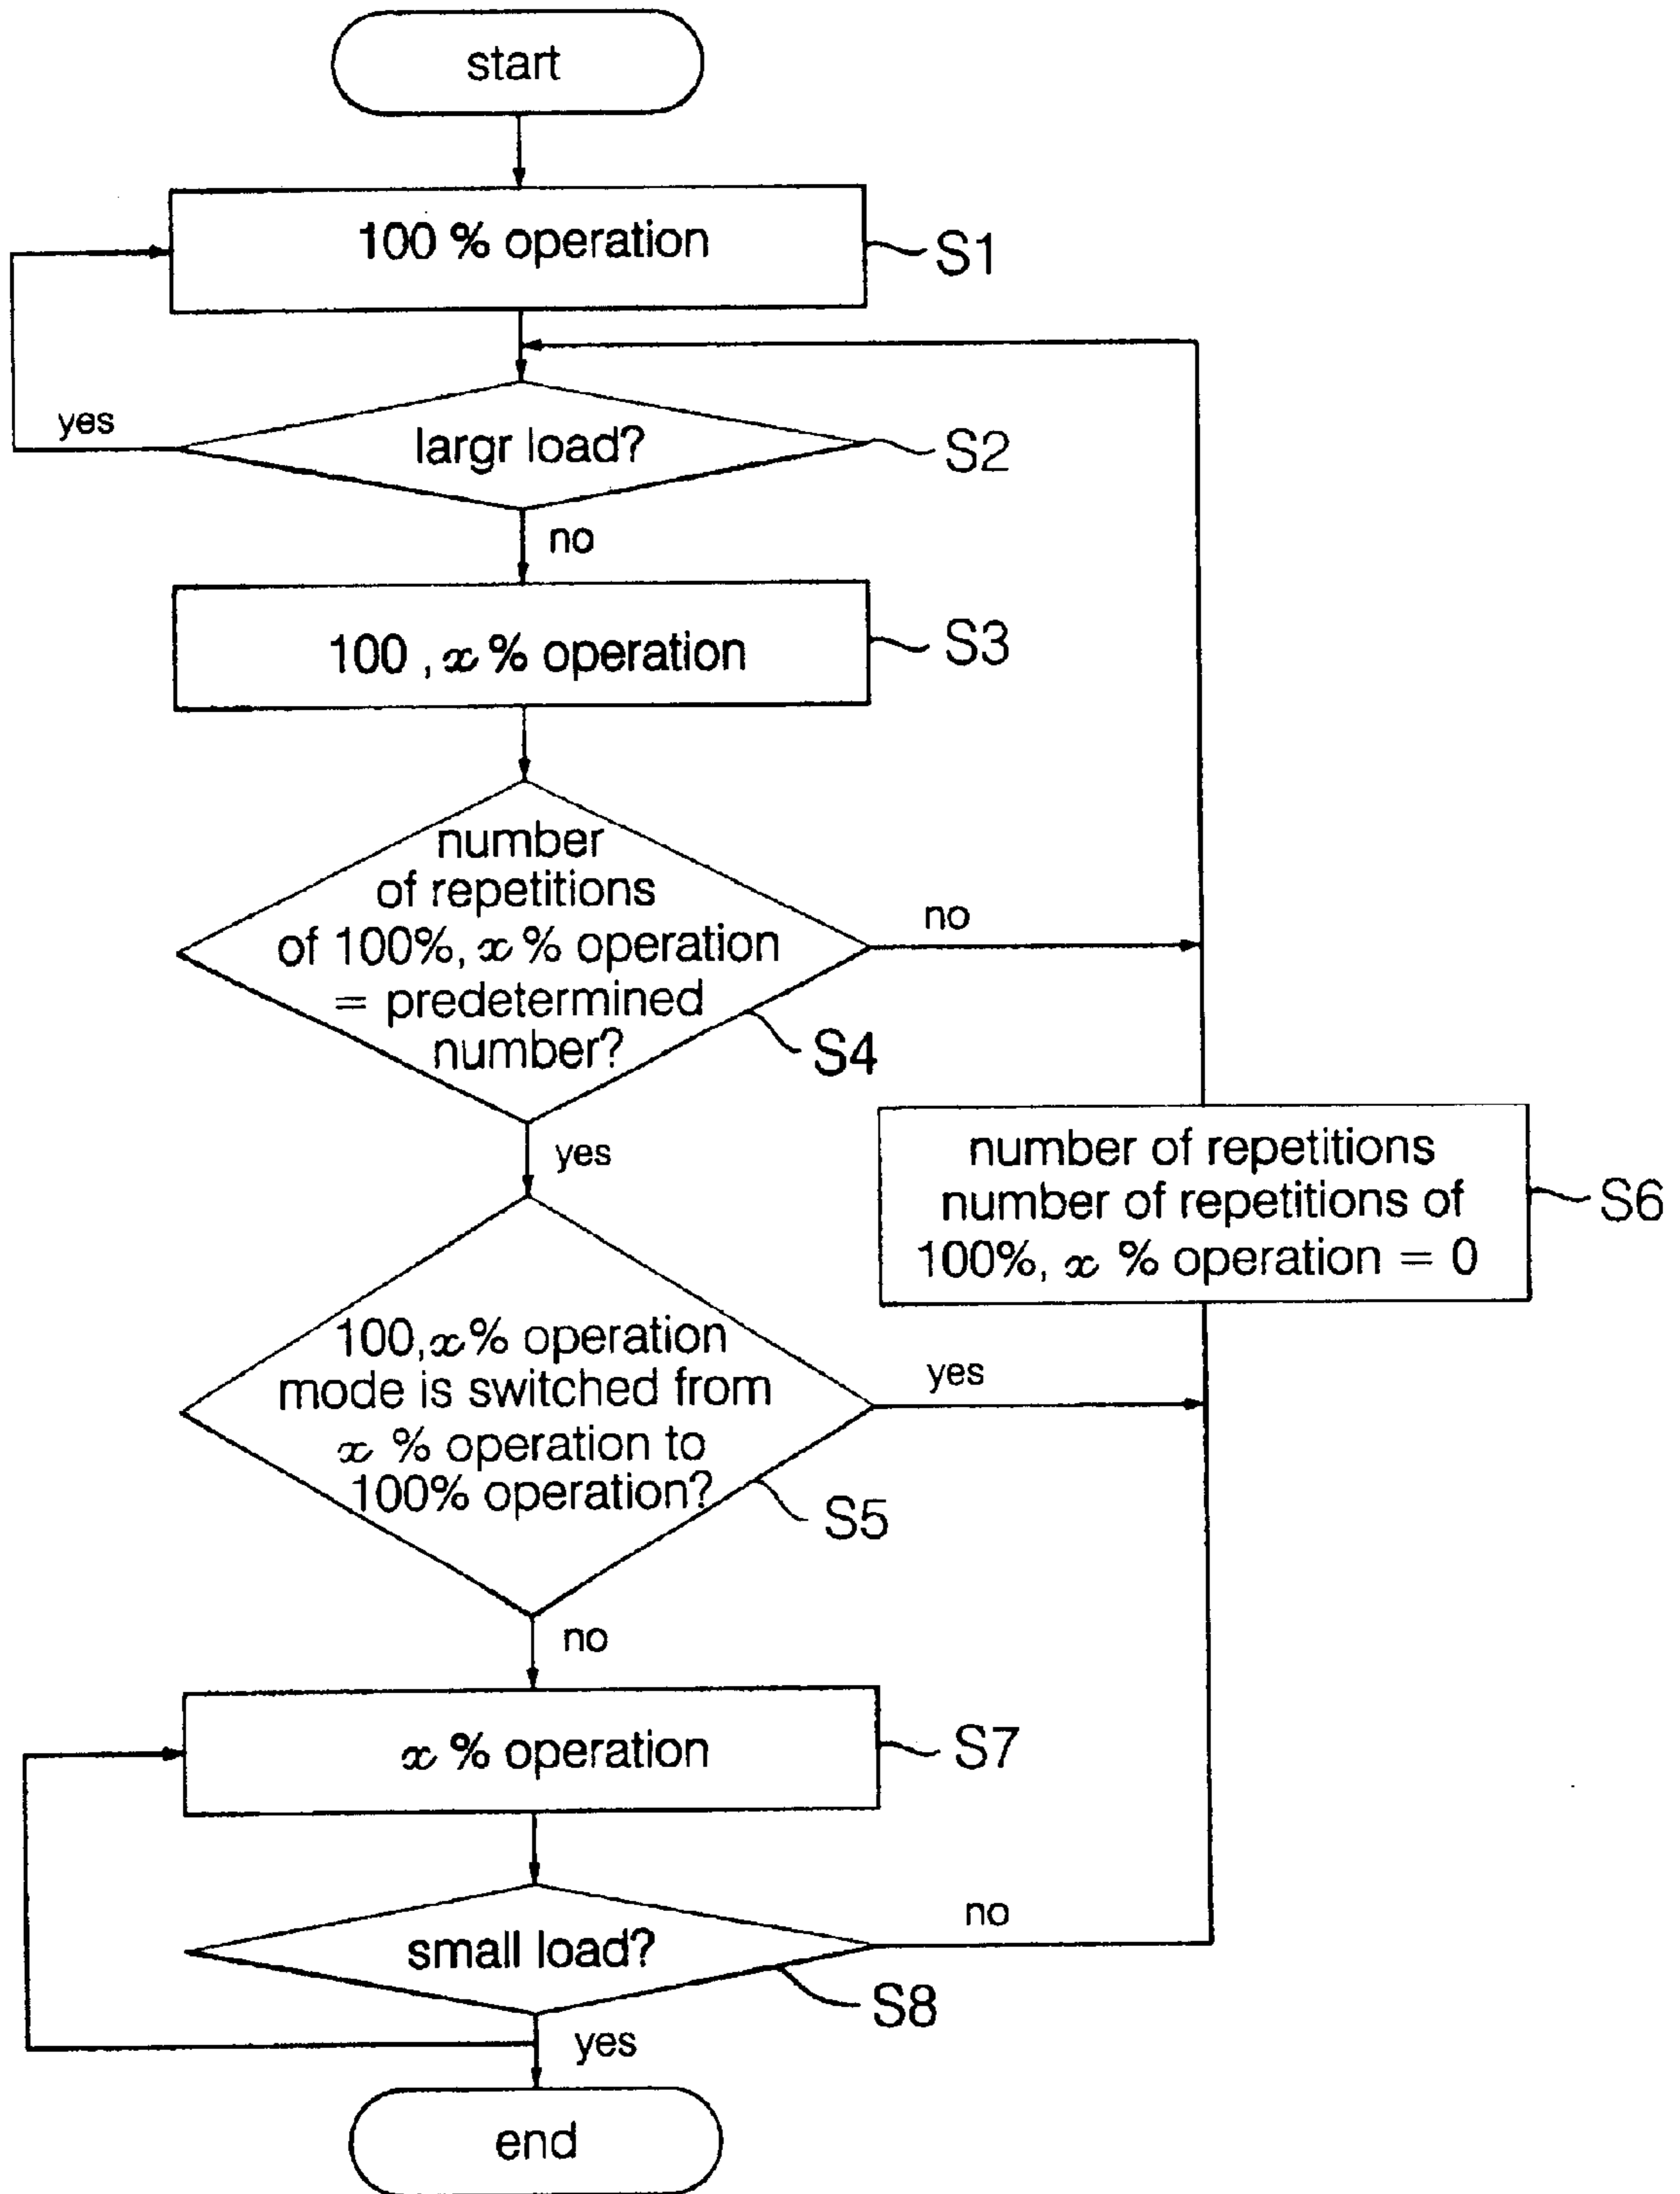 start
100 % operation
S1
yes
largr load?
S2
no
100 , x % operation
S3
number
of repetitions
of 100%, x % operation
= predetermined
number?
no
S4
yes
number of repetitions
number of repetitions of
100%, x % operation = 0
S6
100,x% operation
mode is switched from
x % operation to
100% operation?
yes
S5
no
x % operation
S7
small load?
no
S8
yes
end